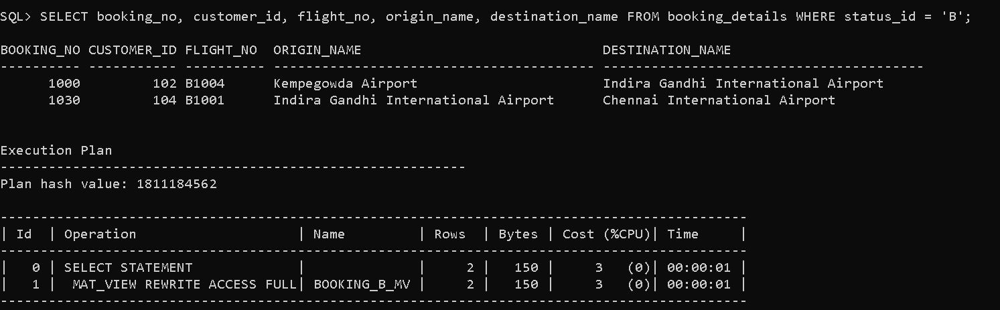 SQL> SELECT booking_no, customer_id, flight_no, origin_name, destination_name FROM booking_details WHERE status_id = 'B';
BOOKING_NO CUSTOMER_ID FLIGHT_NO  ORIGIN_NAME                              DESTINATION_NAME
---------- ----------- ---------- ---------------------------------------- ----------------------------------------
      1000         102 B1004      Kempegowda Airport                       Indira Gandhi International Airport
      1030         104 B1001      Indira Gandhi International Airport      Chennai International Airport
Execution Plan
----------------------------------------------------------
Plan hash value: 1811184562
---------------------------------------------------------------------------------------------
| Id  | Operation                    | Name         | Rows  | Bytes | Cost (%CPU)| Time     |
---------------------------------------------------------------------------------------------
|   0 | SELECT STATEMENT             |              |     2 |   150 |     3   (0)| 00:00:01 |
|   1 |  MAT_VIEW REWRITE ACCESS FULL| BOOKING_B_MV |     2 |   150 |     3   (0)| 00:00:01 |
---------------------------------------------------------------------------------------------